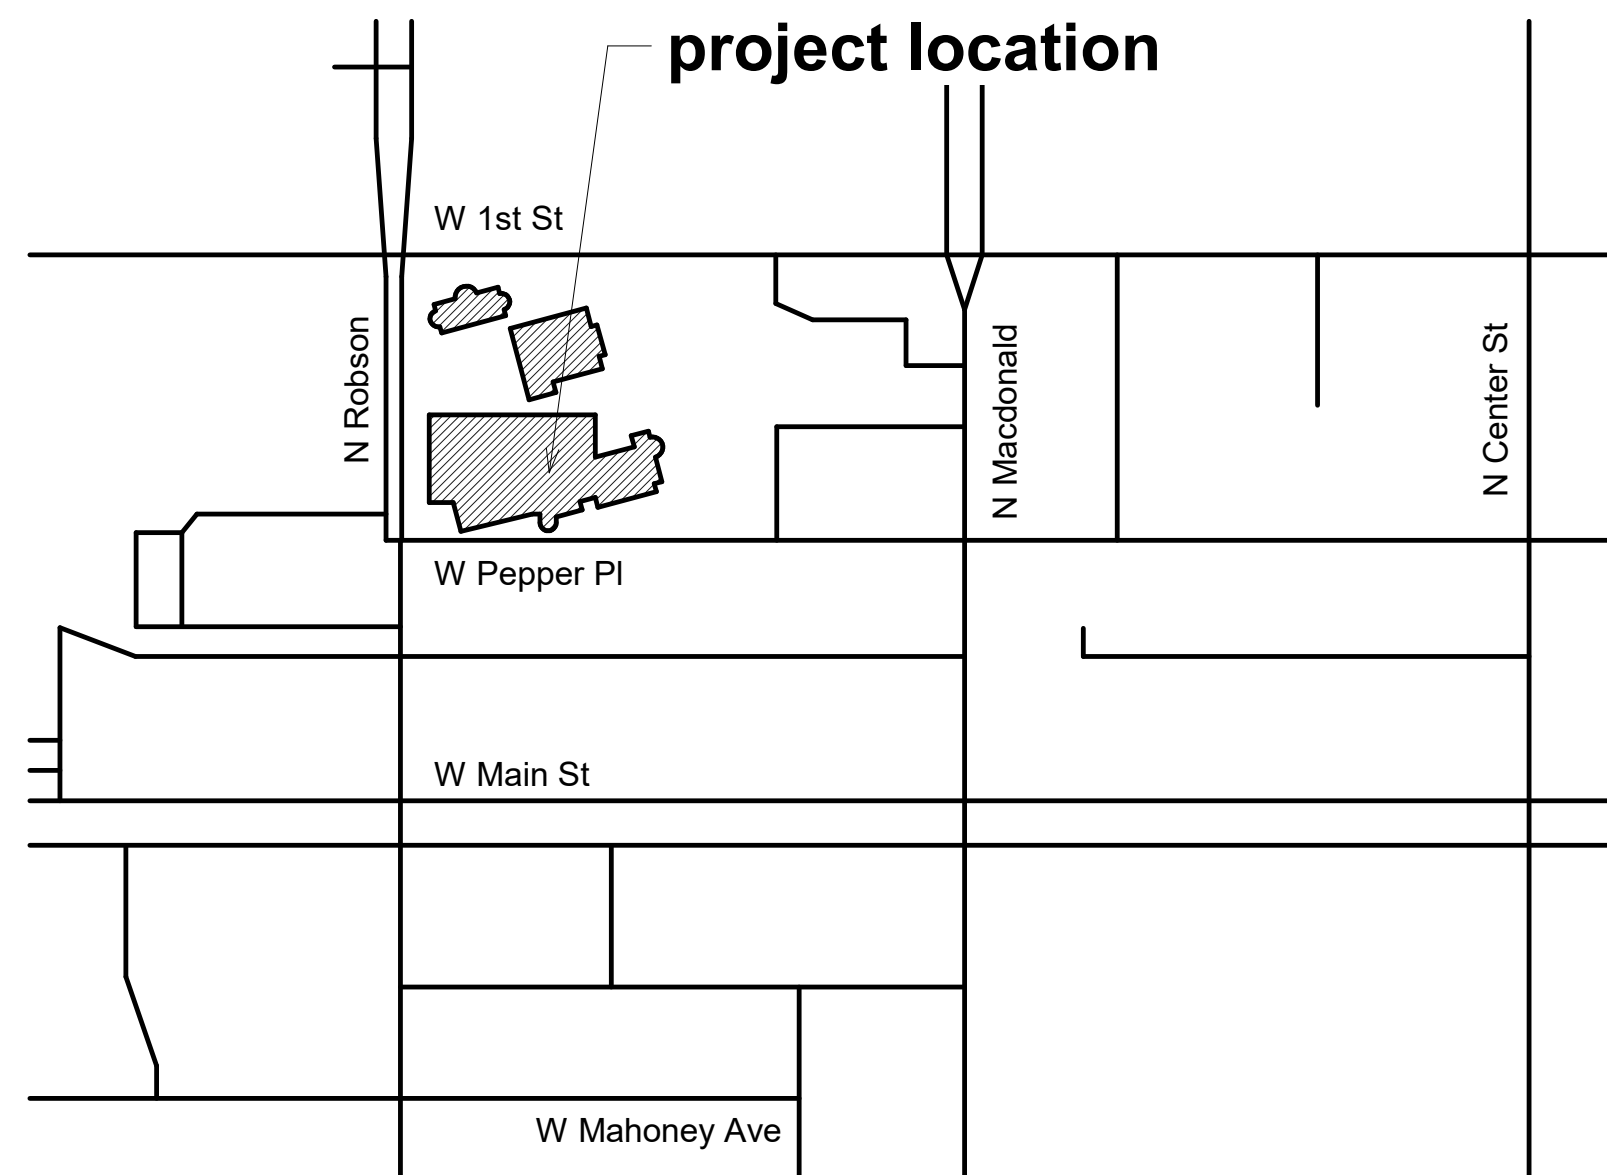 project location
W 1st St
N Robson
N Macdonald
N Center St
W Pepper Pl
W Main St
W Mahoney Ave